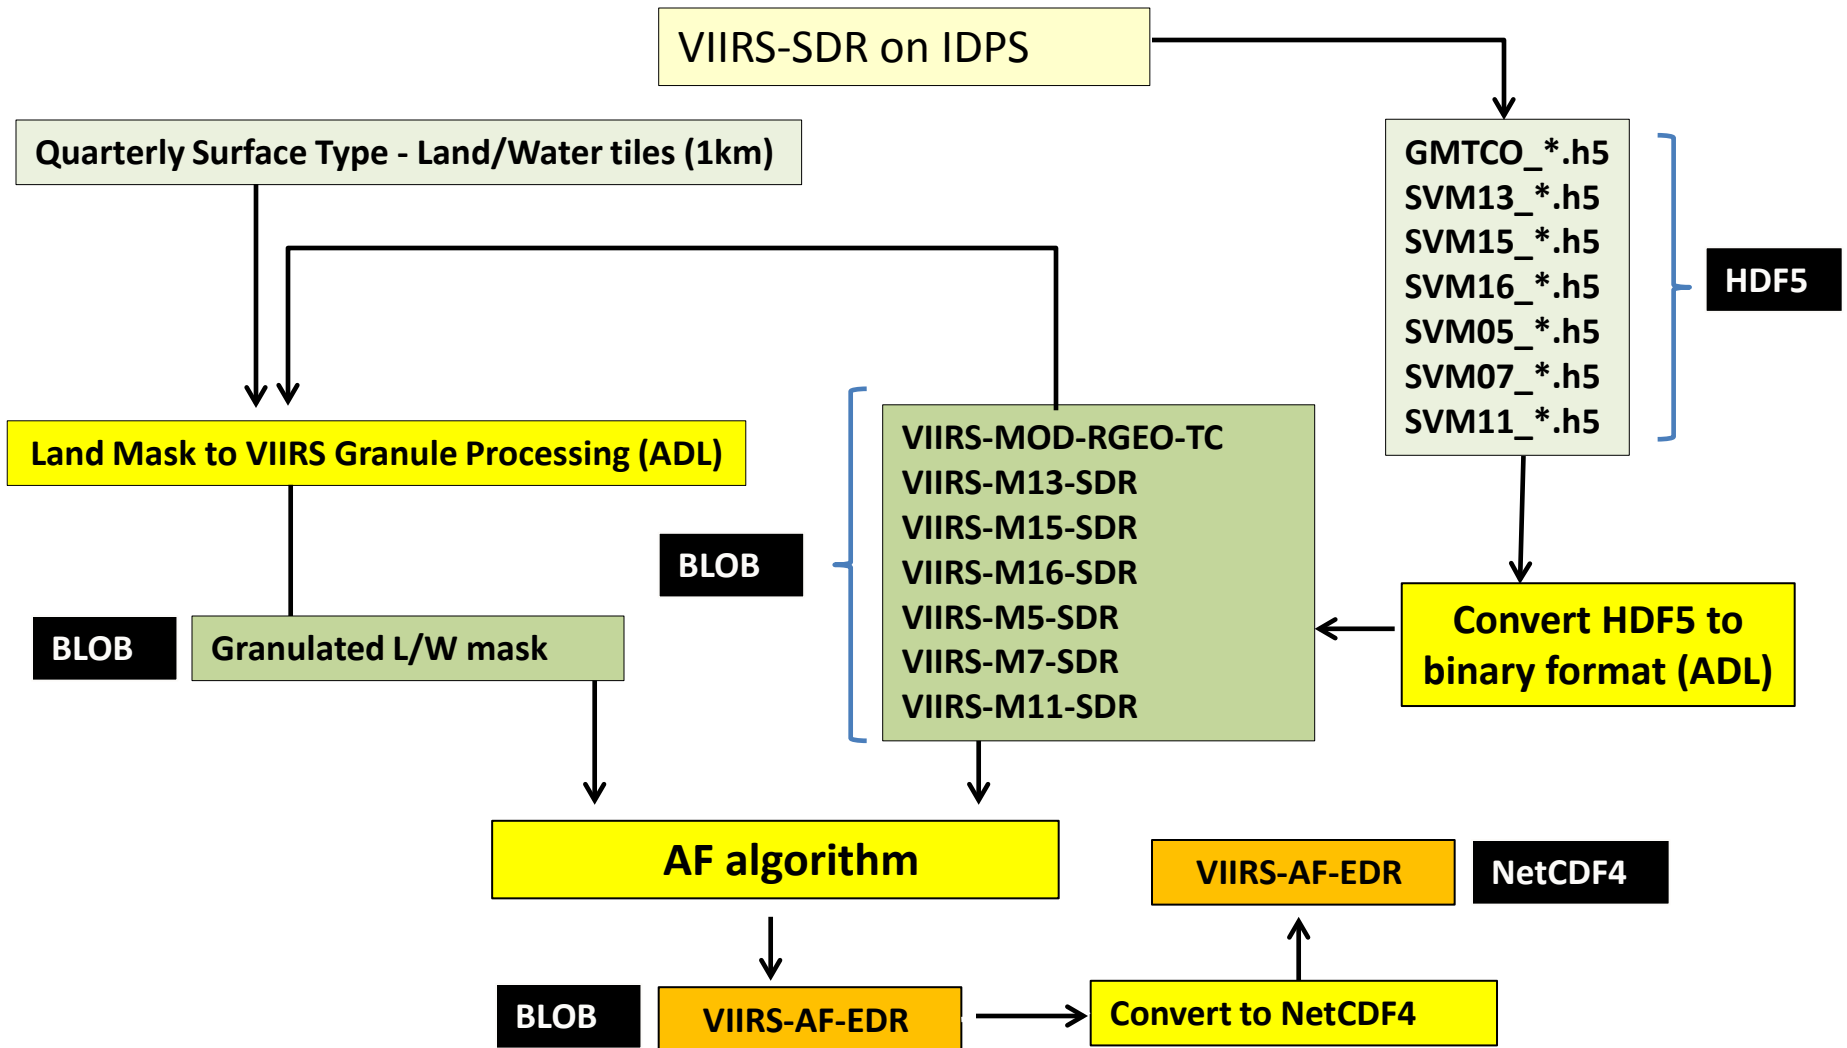 VIIRS-SDR on IDPS
Quarterly Surface Type - Land/Water tiles (1km)
GMTCO_*.h5
SVM13_*.h5
SVM15_*.h5
SVM16_*.h5
SVM05_*.h5
SVM07_*.h5
SVM11_*.h5
HDF5
Land Mask to VIIRS Granule Processing (ADL)
BLOB
VIIRS-MOD-RGEO-TC
VIIRS-M13-SDR
VIIRS-M15-SDR
VIIRS-M16-SDR
VIIRS-M5-SDR
VIIRS-M7-SDR
VIIRS-M11-SDR
Convert HDF5 to
binary format (ADL)
BLOB
Granulated L/W mask
AF algorithm
VIIRS-AF-EDR
NetCDF4
BLOB
VIIRS-AF-EDR
Convert to NetCDF4